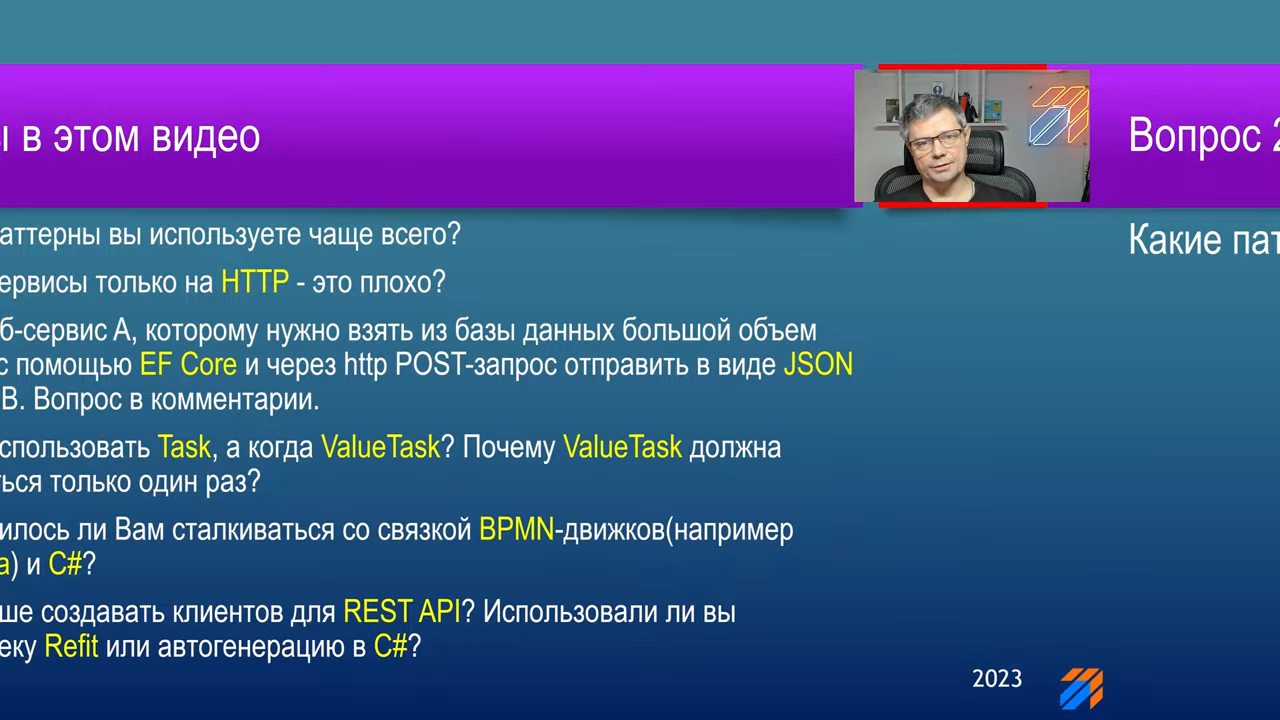 ы в этом видео
Вопрос 2
аттерны вы используете чаще всего?
Какие пат
ервисы только на HTTP - это плохо?
б-сервис А, которому нужно взять из базы данных большой объем
с помощью EF Core и через http POST-запрос отправить в виде JSON
В. Вопрос в комментарии.
спользовать Task, а когда ValueTask? Почему ValueTask должна
ться только один раз?
илось ли Вам сталкиваться со связкой BPMN-движков(например
a) и C#?
ше создавать клиентов для REST API? Использовали ли вы
еку Refit или автогенерацию в C#?
2023